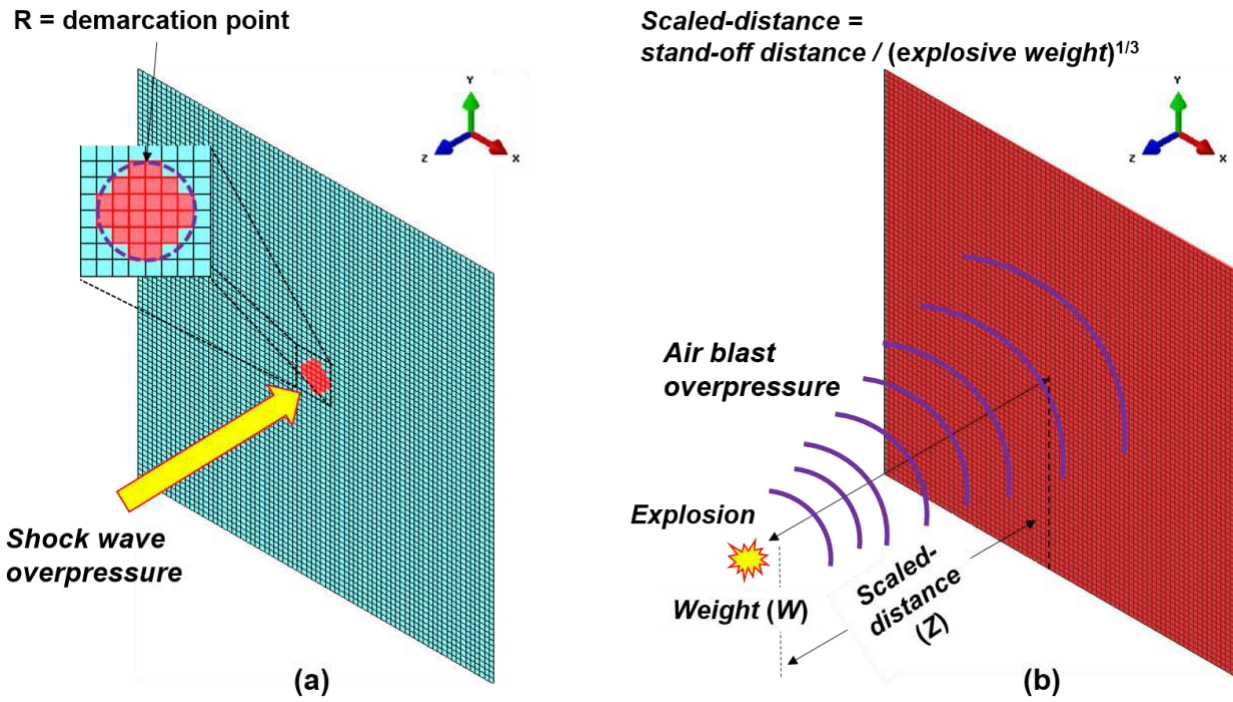 R = demarcation point
Y
Z
X
Shock wave
overpressure
(a)
Scaled-distance =
stand-off distance / (explosive weight)1/3
Y
Z
X
Air blast
overpressure
Explosion
Weight (W)
Scaled-
distance
(Z)
(b)